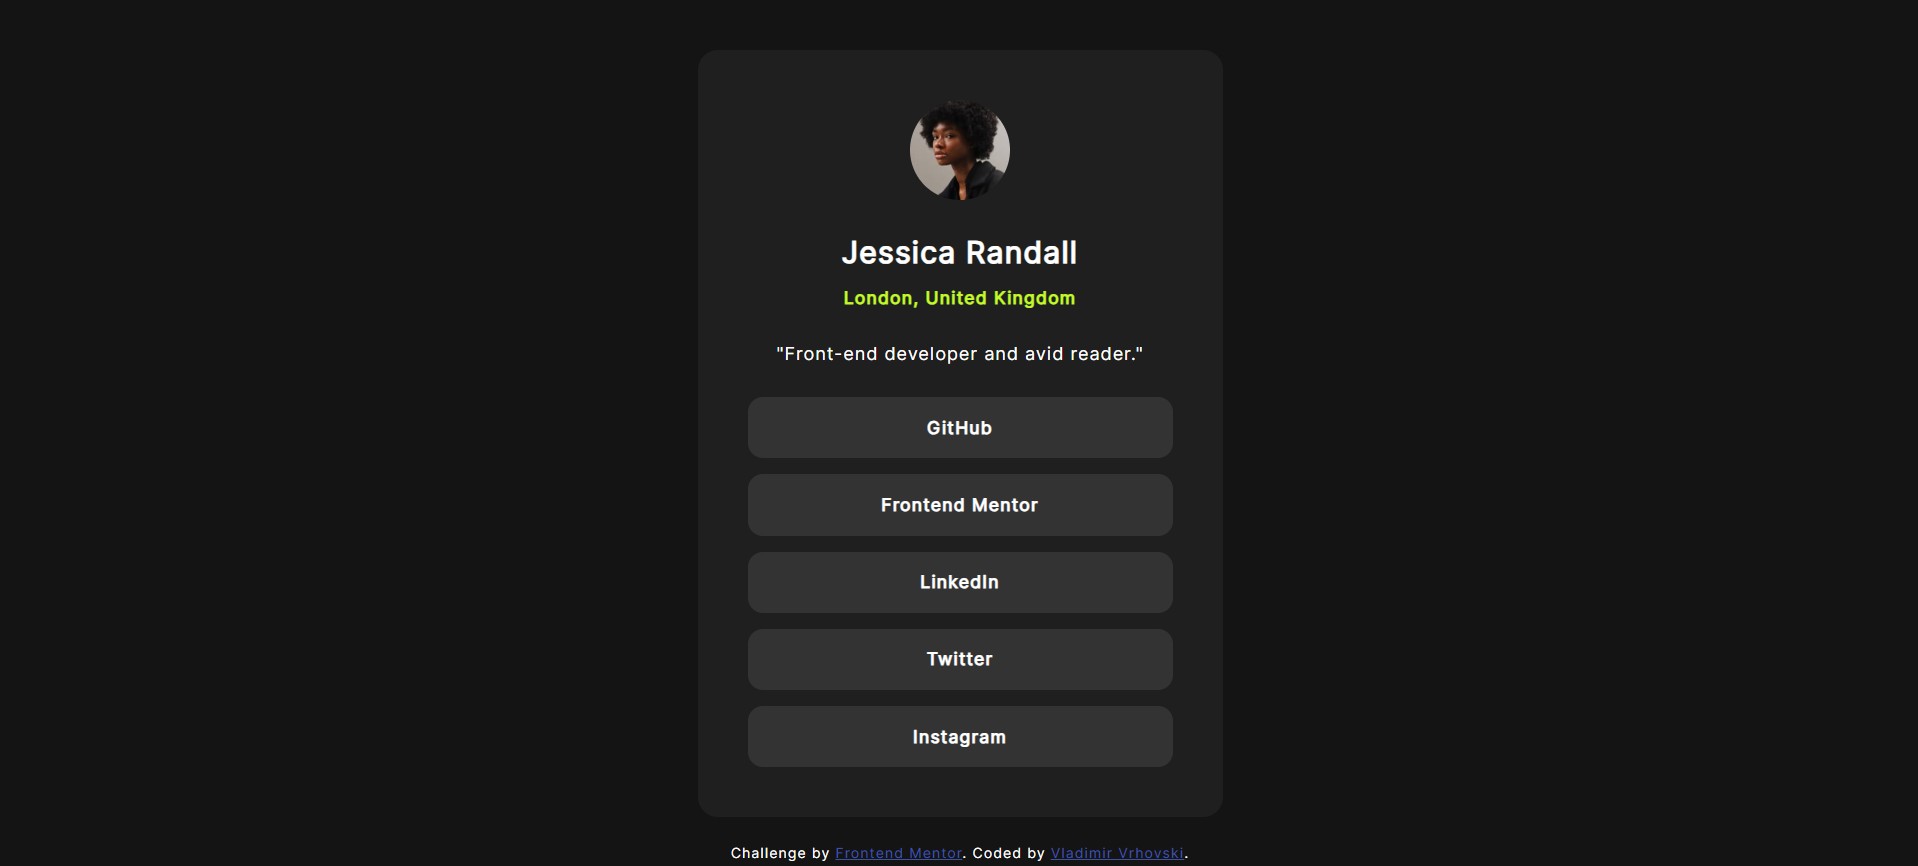 Jessica Randall
London, United Kingdom
"Front-end developer and avid reader."
GitHub
Frontend Mentor
LinkedIn
Twitter
Instagram
Challenge by Frontend Mentor. Coded by Vladimir Vrhovski.